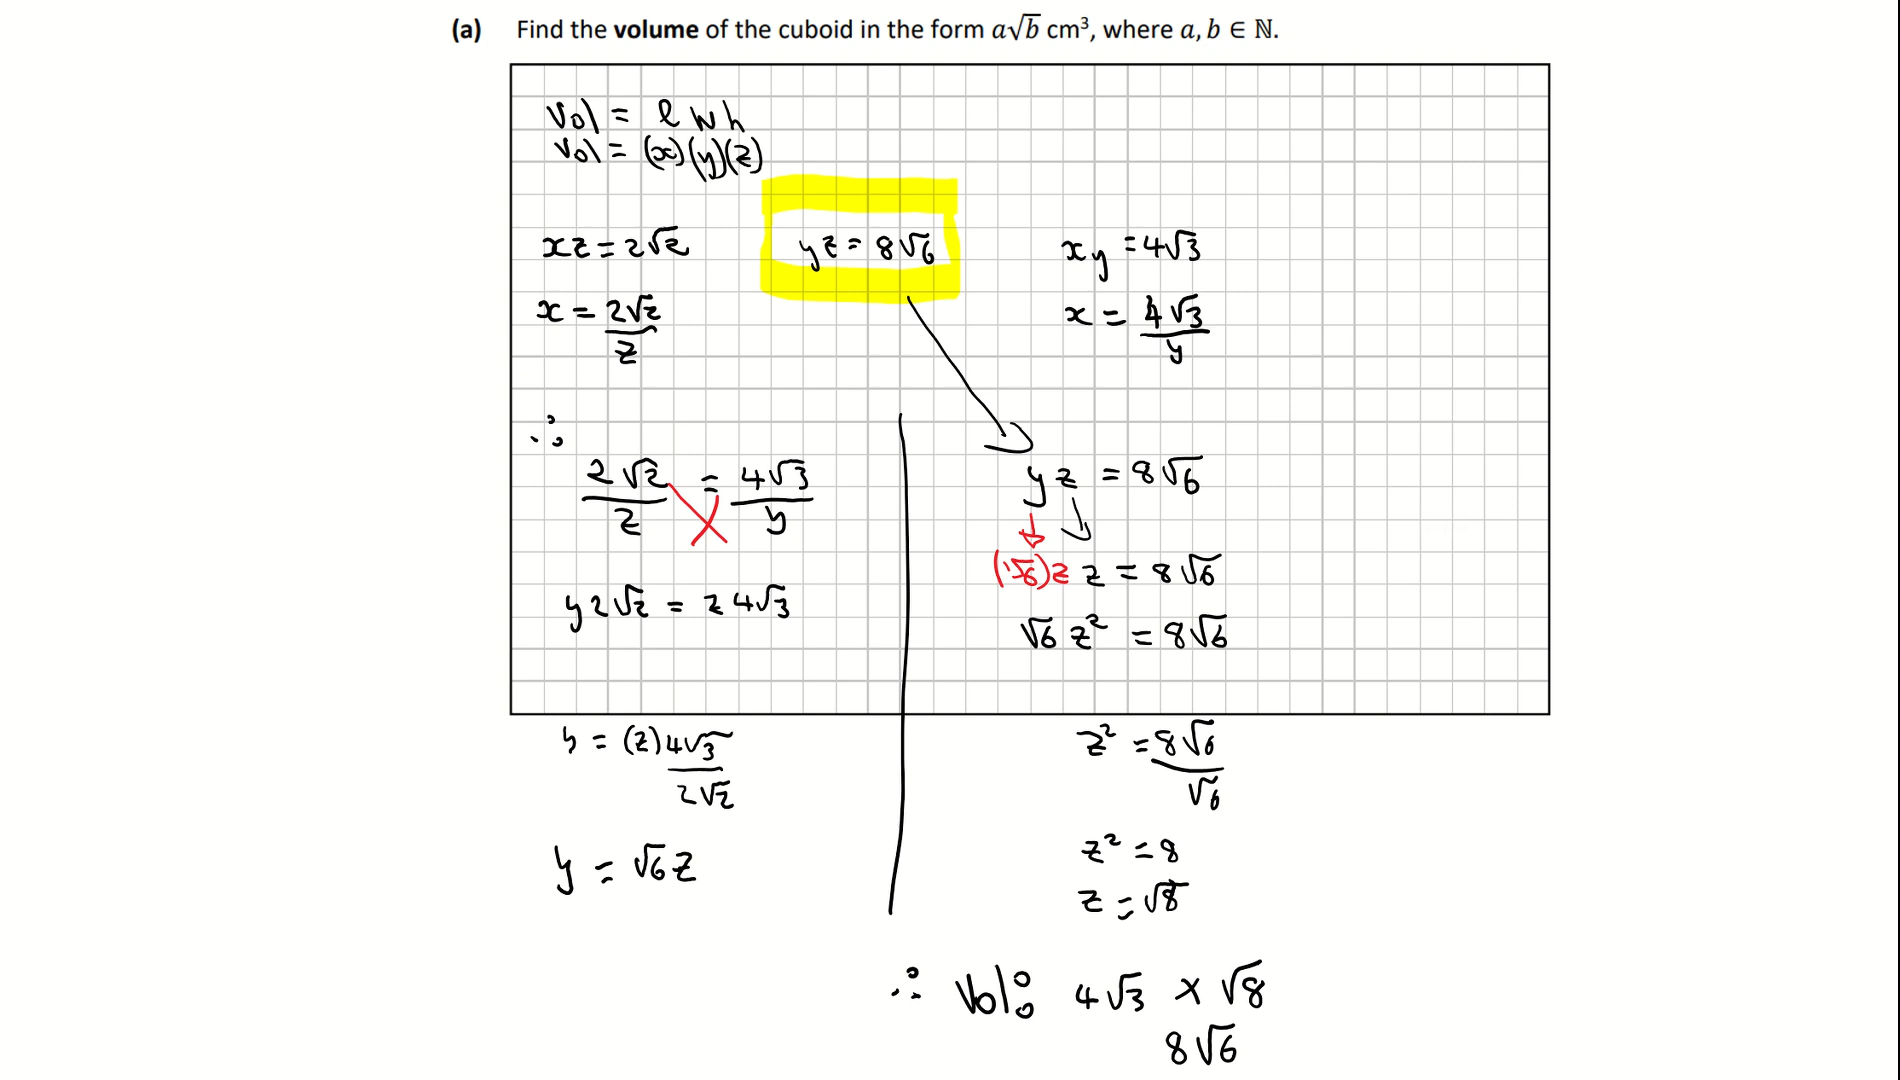 (a) Find the volume of the cuboid in the form a√b cm³, where a, b ∈ ℕ.
Vol = l w h
Vol = (x)(y)(z)
xz = 2√2
yz = 8√6
xy = 4√3
x = 2√2/z
x = 4√3/y
∴
2√2/z = 4√3/y
y2√2 = z4√3
y = (z)4√3/2√2
y = √6z
yz = 8√6
(√6)z z = 8√6
√6 z² = 8√6
z² = 8√6/√6
z² = 8
z = √8
∴ Vol: 4√3 × √8
8√6